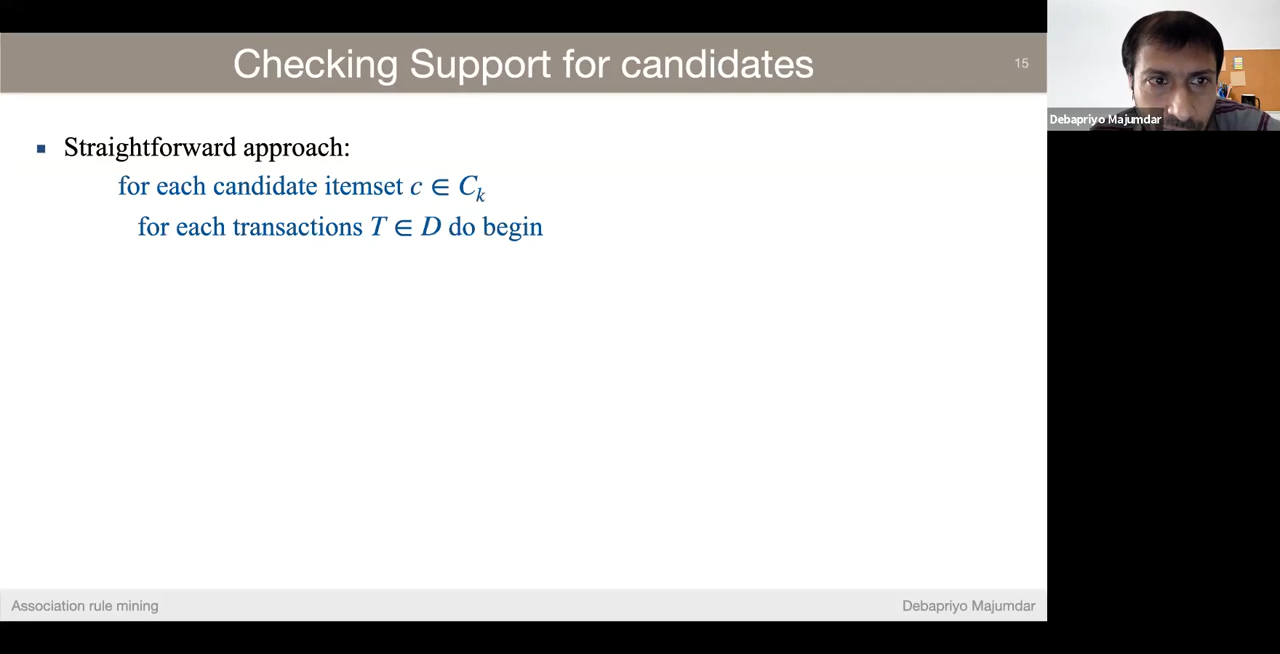 Checking Support for candidates
15
Debapriyo Majumdar
▪ Straightforward approach:
for each candidate itemset c ∈ Cₖ
for each transactions T ∈ D do begin
Association rule mining
Debapriyo Majumdar